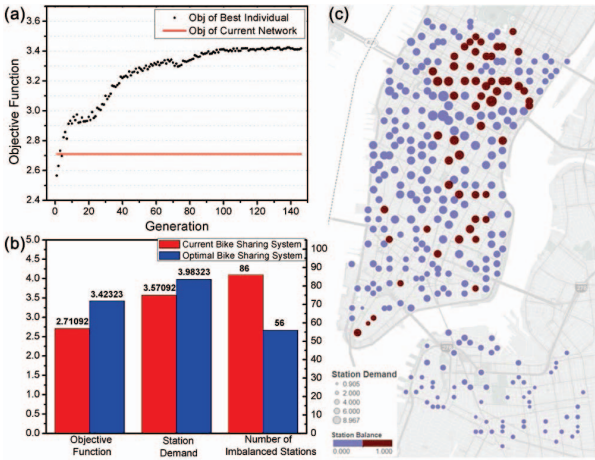 (a)
Obj of Best Individual
Obj of Current Network
3.6
3.4
3.2
3.0
2.8
2.6
2.4
Objective Function
0 20 40 60 80 100 120 140
Generation
(b)
Current Bike Sharing System
Optimal Bike Sharing System
5.0
4.5
4.0
3.5
3.0
2.5
2.0
1.5
1.0
0.5
0.0
2.71092
3.42323
3.57092
3.98323
86
56
100
90
80
70
60
50
40
30
20
10
0
Objective
Function
Station
Demand
Number of
Imbalanced Stations
(c)
Station Demand
0.905
2.000
4.000
6.000
8.967
Station Balance
0.000 1.000